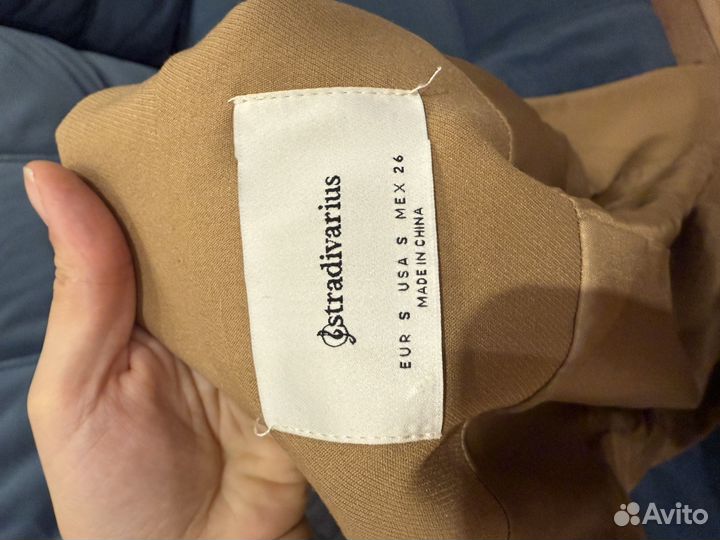 stradivarius
EUR S USA S MEX 26
MADE IN CHINA
Avito